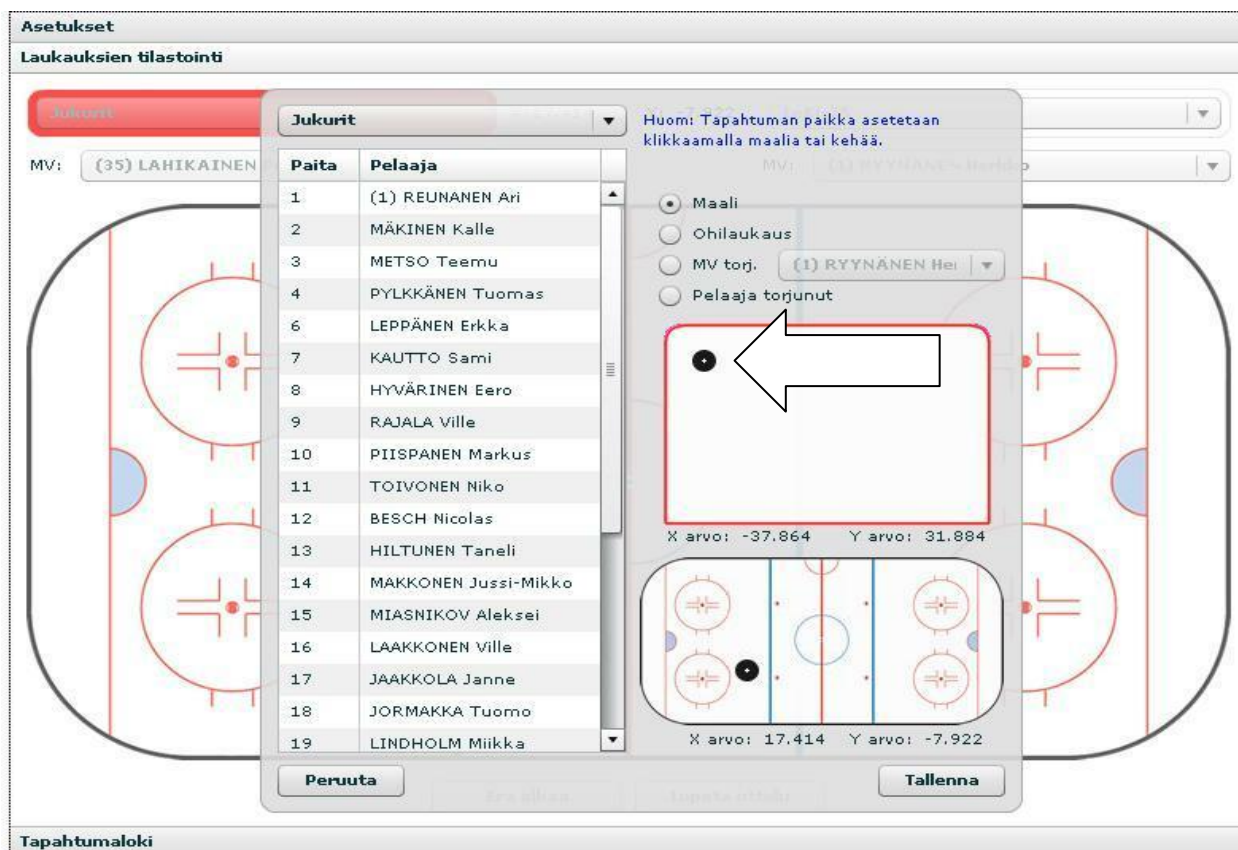 Asetukset
Laukauksien tilastointi
Jukurit
Jukurit
Huom: Tapahtuman paikka asetetaan
klikkaamalla maalia tai kehää.
MV: (35) LAHIKAINEN
MV:
Paita Pelaaja
1 (1) REUNANEN Ari
2 MÄKINEN Kalle
3 METSO Teemu
4 PYLKKÄNEN Tuomas
6 LEPPÄNEN Erkka
7 KAUTTO Sami
8 HYVÄRINEN Eero
9 RAJALA Ville
10 PIISPANEN Markus
11 TOIVONEN Niko
12 BESCH Nicolas
13 HILTUNEN Taneli
14 MAKKONEN Jussi-Mikko
15 MIASNIKOV Aleksei
16 LAAKKONEN Ville
17 JAAKKOLA Janne
18 JORMAKKA Tuomo
19 LINDHOLM Miikka
Maali
Ohilaukaus
MV torj. (1) RYYNÄNEN Hei
Pelaaja torjunut
X arvo: -37.864 Y arvo: 31.884
X arvo: 17.414 Y arvo: -7.922
Peruuta
Tallenna
Lopeta ottelu
Tapahtumaloki